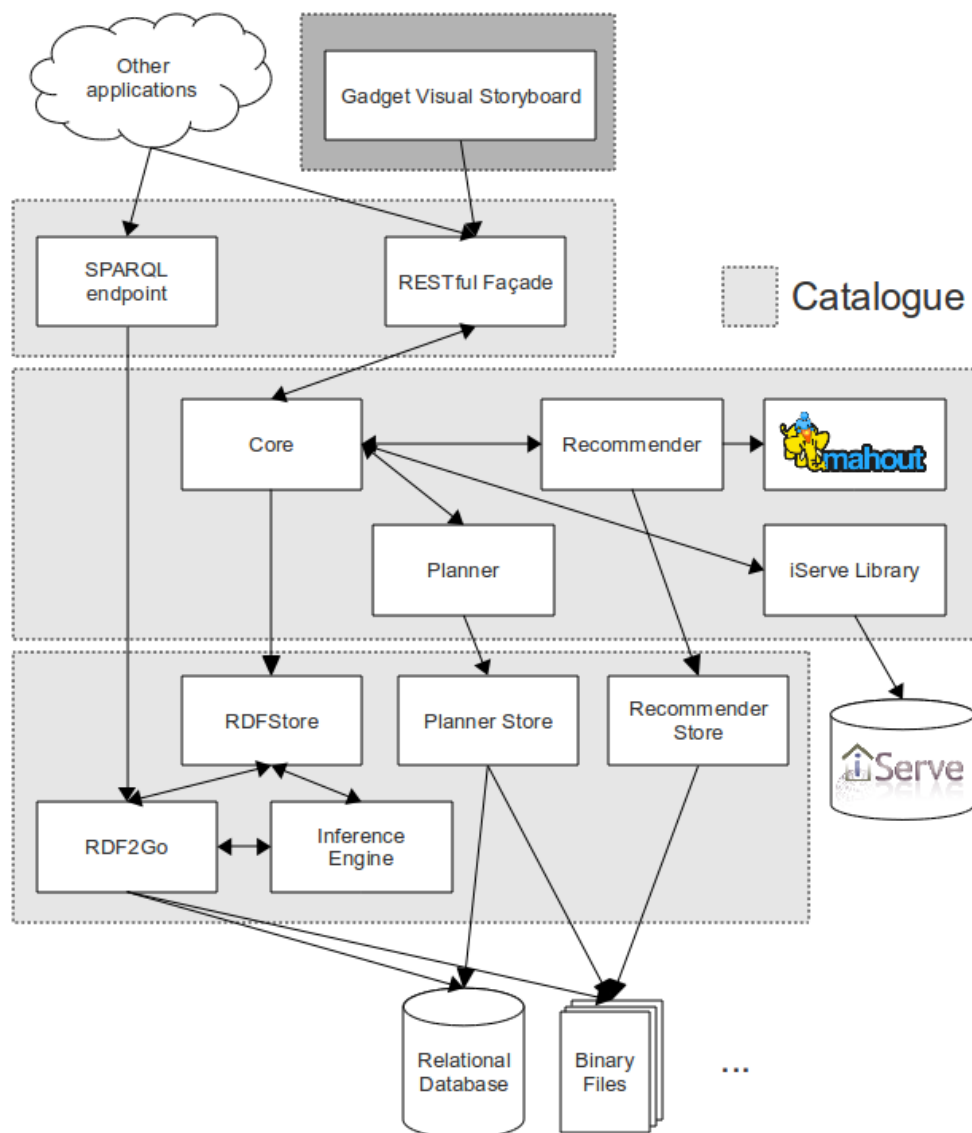 Other
applications
Gadget Visual Storyboard
SPARQL
endpoint
RESTful Façade
Catalogue
Core
Recommender
mahout
Planner
iServe Library
RDFStore
Planner Store
Recommender
Store
iServe
RDF2Go
Inference
Engine
Relational
Database
Binary
Files
...